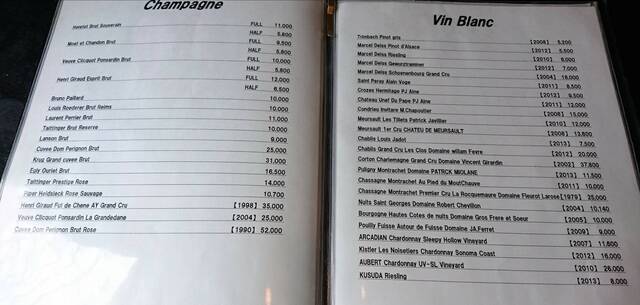 Champagne
Henriot Brut Souverain FULL 11,000
HALF 5,800
Moet et Chandon Brut FULL 9,500
HALF 5,800
Veuve Clicquot Ponsardin Brut FULL 10,000
HALF 5,800
Henri Giraud Esprit Brut FULL 12,000
HALF 6,500
Bruno Paillard 10,000
Louis Roederer Brut Reims 10,000
Laurent Perrier Brut 11,000
Taittinger Brut Reserve 10,000
Lanson Brut 9,000
Cuvee Dom Perignon Brut 25,000
Krug Grand cuvee Brut 31,000
Egly Ouriet Brut 16,500
Taittinger Prestige Rose 14,000
Piper Heidsieck Rose Sauvage 10,700
Henri Giraud Fut de Chene AY Grand Cru [1998] 35,000
Veuve Clicquot Ponsardin La Grandedame [2004] 25,000
Cuvee Dom Perignon Brut Rose [1990] 52,000
Vin Blanc
Trimbach Pinot gris [2008] 5,200
Marcel Deiss Pinot d'Alsace [2012] 5,500
Marcel Deiss Riesling [2010] 9,000
Marcel Deiss Gewurztraminer [2012] 7,000
Marcel Deiss Schoenenbourg Grand Cru [2004] 16,000
Saint Peray Alain Voge [2011] 8,500
Crozes Hermitage PJ Aine [2012] 9,500
Chateau Unef Du Pape PJ Aine [2011] 12,000
Condrieu Invitare M.Chapoutier [2008] 15,000
Meursault Les Tillets Patrick Javillier [2010] 12,000
Meursault 1er Cru CHATEU DE MEURSAULT [2008] 13,800
Chablis Jadot [2013] 7,500
Chablis Grand Cru Les Clos Domaine wiliam Fevre [2012] 20,000
Corton Charlemagne Grand Cru Domaine Vincent Girardin [2002] 37,800
Puligny Montrachet Domaine PATRICK MIOLANE [2013] 11,500
Chassagne Montrachet Au Pied du MoutChauve [2011] 10,000
Chassagne Montrachet Premier Cru La Rocquemaure Domaine Fleurot Larose [1979] 25,000
Nuits Saint Georges Domaine Robert Chevillon [2004] 10,140
Bourgogne Hautes Cotes de nuits Domaine Gros Frere et Soeur [2005] 10,000
Pouilly Fuisse Autour de Fuisse Domaine JA.Ferret [2009] 9,000
ARCADIAN Chardonnay Sleepy Hollow Vineyard [2007] 11,600
Kistler Les Noisetiers Chardonnay Sonoma Coast [2012] 16,000
AUBERT Chardonnay UV-SL Vineyard [2010] 26,000
KUSUDA Riesling [2013] 8,000